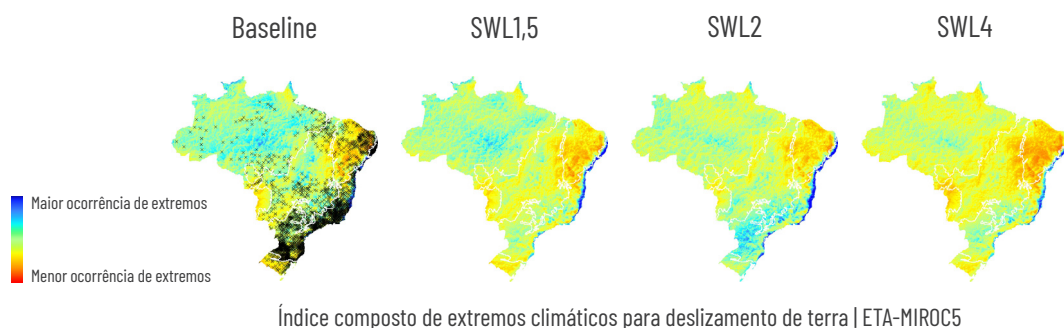 Baseline
SWL1,5
SWL2
SWL4
Maior ocorrência de extremos
Menor ocorrência de extremos
Índice composto de extremos climáticos para deslizamento de terra | ETA-MIROC5